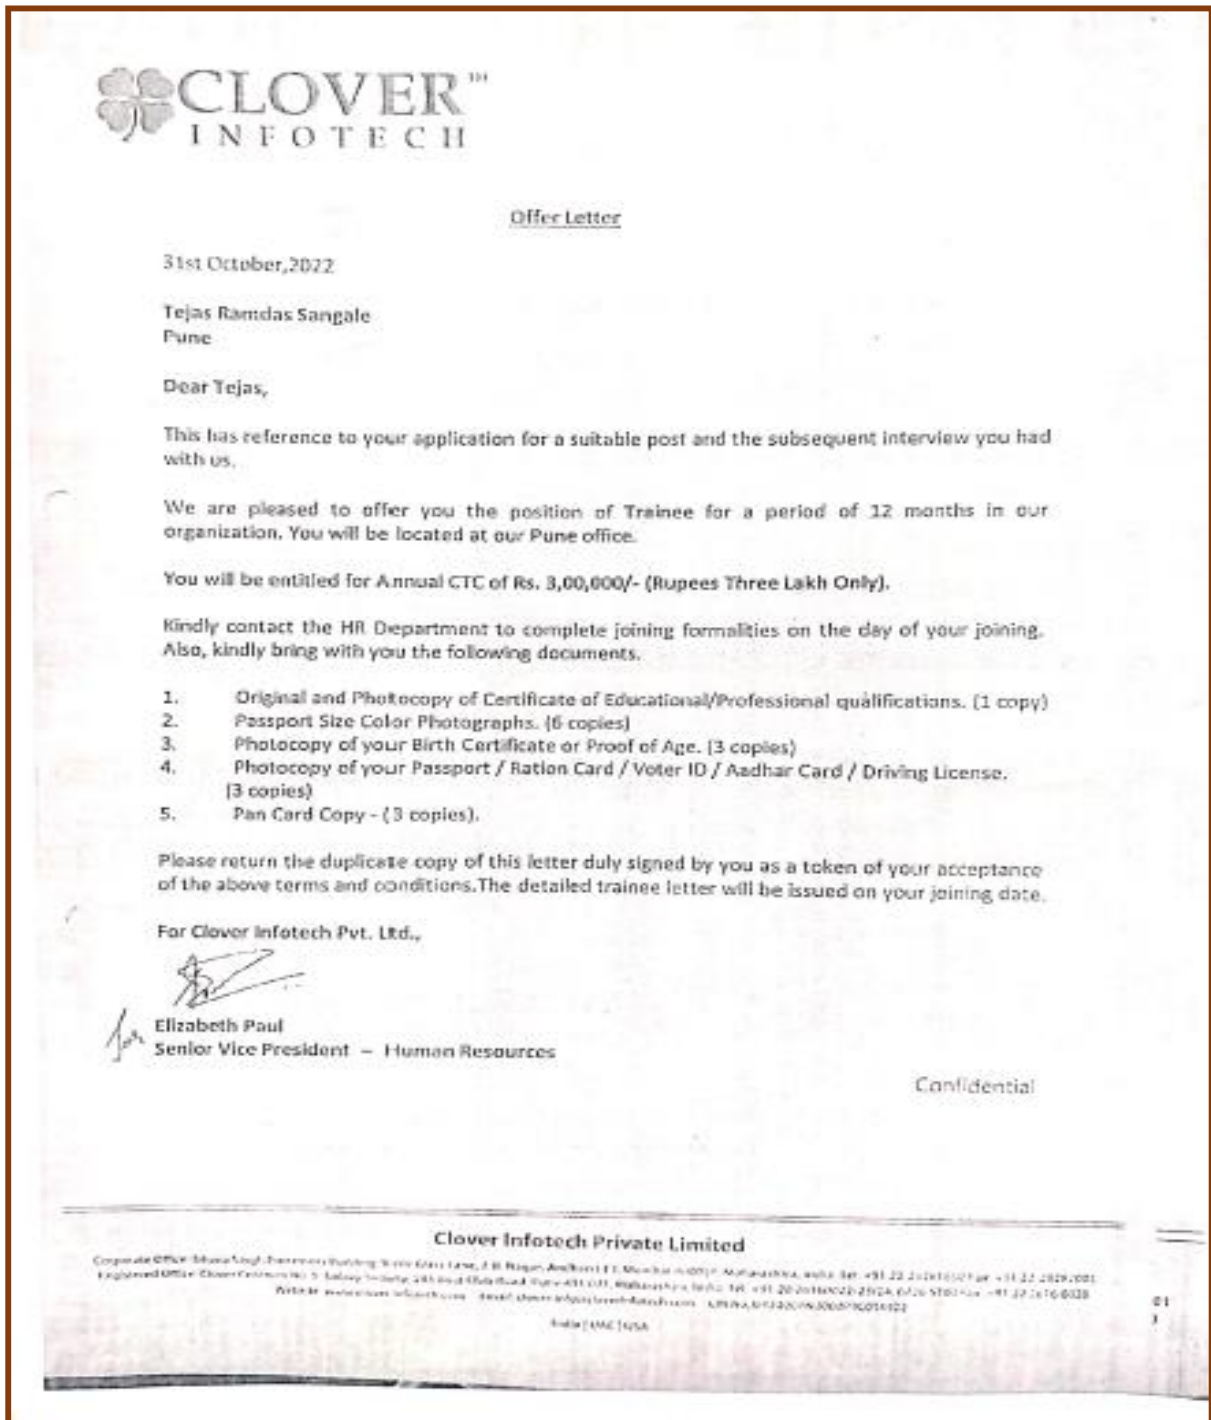 CLOVER™
INFOTECH
Offer Letter
31st October,2022
Tejas Ramdas Sangale
Pune
Dear Tejas,
This has reference to your application for a suitable post and the subsequent interview you had
with us.
We are pleased to offer you the position of Trainee for a period of 12 months in our
organization. You will be located at our Pune office.
You will be entitled for Annual CTC of Rs. 3,00,000/- (Rupees Three Lakh Only).
Kindly contact the HR Department to complete joining formalities on the day of your joining.
Also, kindly bring with you the following documents.
1. Original and Photocopy of Certificate of Educational/Professional qualifications. (1 copy)
2. Passport Size Color Photographs. (6 copies)
3. Photocopy of your Birth Certificate or Proof of Age. (3 copies)
4. Photocopy of your Passport / Ration Card / Voter ID / Aadhar Card / Driving License.
(3 copies)
5. Pan Card Copy - (3 copies).
Please return the duplicate copy of this letter duly signed by you as a token of your acceptance
of the above terms and conditions.The detailed trainee letter will be issued on your joining date.
For Clover Infotech Pvt. Ltd.,
for Elizabeth Paul
Senior Vice President – Human Resources
Confidential
Clover Infotech Private Limited
Corporate Office
Registered Office Maharashtra, India
India | UAE | USA